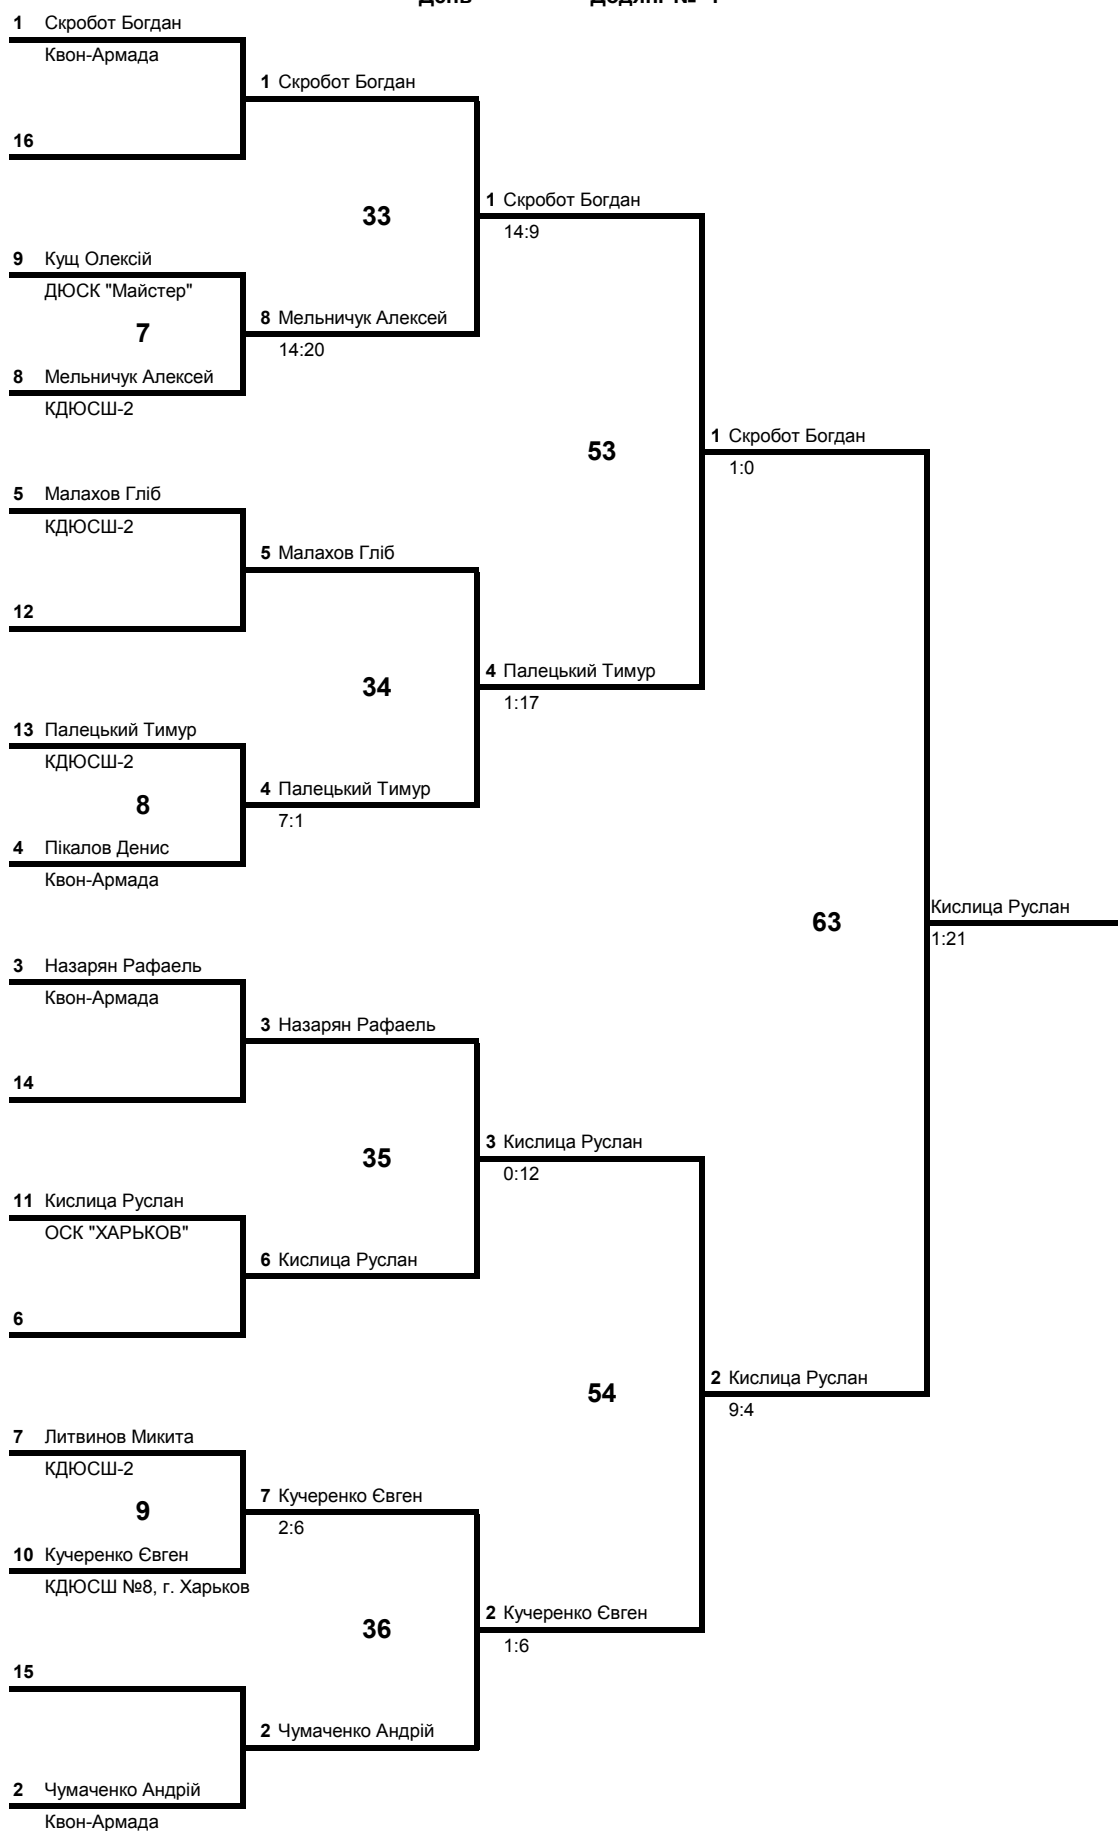 1 Скробот Богдан
Квон-Армада
1 Скробот Богдан
16
33
1 Скробот Богдан
14:9
9 Кущ Олексій
ДЮСК "Майстер"
7
8 Мельничук Алексей
14:20
8 Мельничук Алексей
КДЮСШ-2
53
1 Скробот Богдан
1:0
5 Малахов Гліб
КДЮСШ-2
5 Малахов Гліб
12
34
4 Палецький Тимур
1:17
13 Палецький Тимур
КДЮСШ-2
8
4 Палецький Тимур
7:1
4 Пікалов Денис
Квон-Армада
63
Кислица Руслан
1:21
3 Назарян Рафаель
Квон-Армада
3 Назарян Рафаель
14
35
3 Кислица Руслан
0:12
11 Кислица Руслан
ОСК "ХАРЬКОВ"
6 Кислица Руслан
6
54
2 Кислица Руслан
9:4
7 Литвинов Микита
КДЮСШ-2
9
7 Кучеренко Євген
2:6
10 Кучеренко Євген
КДЮСШ №8, г. Харьков
36
2 Кучеренко Євген
1:6
15
2 Чумаченко Андрій
2 Чумаченко Андрій
Квон-Армада